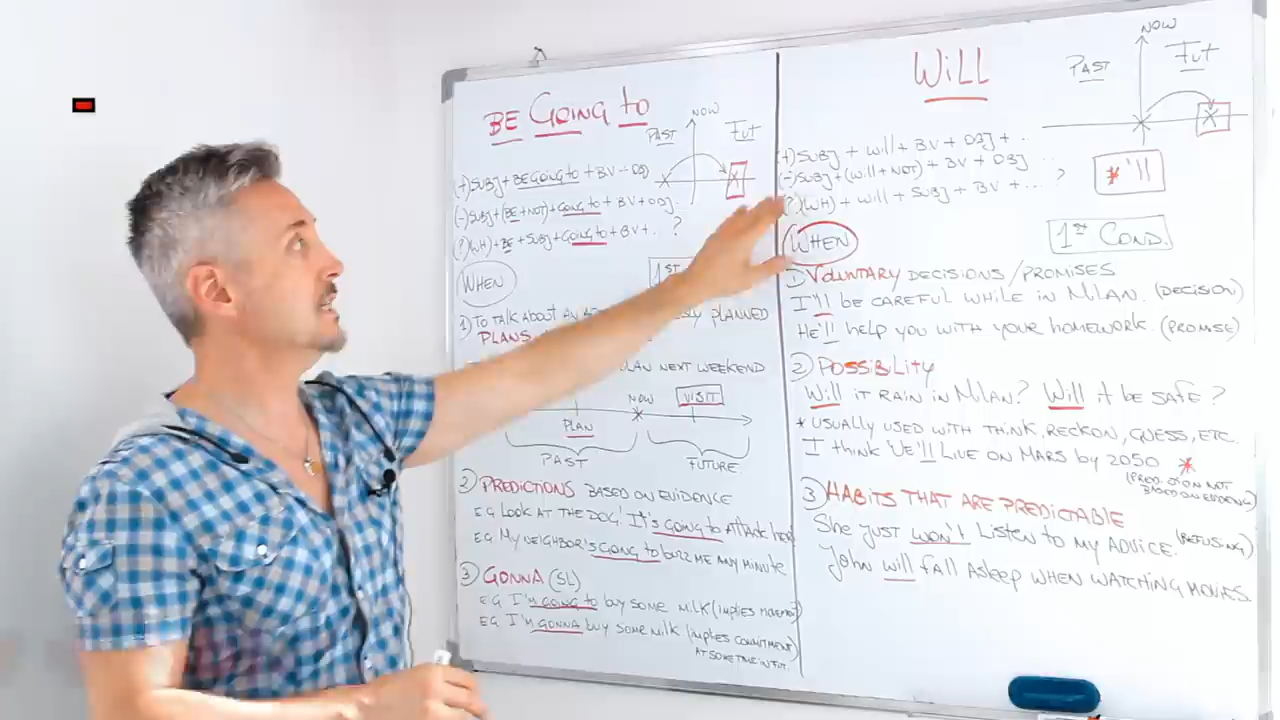 BE GOING to
PAST
NOW
FUT
(+) SUBJ + BE GOING to + BV + OBJ
(-) SUBJ + (BE + NOT) + GOING to + BV + OBJ.
(?) (WH) + BE + SUBJ + GOING to + BV + .. ?
WHEN
1ST
1) TO TALK ABOUT AN PLANNED
PLANS
LAN NEXT WEEKEND
NOW
VISIT
PLAN
PAST
FUTURE
2) PREDICTIONS BASED ON EVIDENCE
E.G LOOK AT THE DOG! IT'S GOING to ATTACK her
E.G. MY NEIGHBOR'S GOING to buzz ME ANY MINUTE
3) GONNA (SL)
E.G. I'M GOING to buy SOME MILK (IMPLIES
E.G. I'M GONNA buy SOME MILK (IMPLIES COMMITMENT)
AT SOME TIME IN FUT.
WiLL
PAST
NOW
FUT
(+) SUBJ + will + BV + OBJ + ..
(-) SUBJ + (will + NOT) + BV + OBJ ..
(?) (WH) + will + SUBJ + BV + ... ?
* 'll
WHEN
1st COND.
1) VOLUNTARY DECISIONS/PROMISES
I'll BE CAREFUL WHILE IN MILAN. (DECISION)
HE'll help you WITH YOUR HOMEWORK. (PROMISE)
2) POSSIBILITY
Will it RAIN IN MILAN? Will it be SAFE?
* USUALLY USED WITH THINK, RECKON, GUESS, ETC.
I think WE'll LIVE ON MARS by 2050 *
(PRED. BASED ON EVIDENCE
3) HABITS THAT ARE PREDICTABLE
She JUST won't LISTEN to MY ADVICE. (REFUSING)
John will fAll ASleep WHEN WATCHING MOVIES.